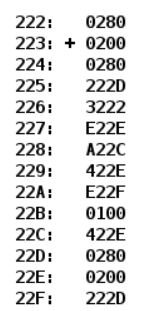 222: 0280
223: + 0200
224: 0280
225: 222D
226: 3222
227: E22E
228: A22C
229: 422E
22A: E22F
22B: 0100
22C: 422E
22D: 0280
22E: 0200
22F: 222D